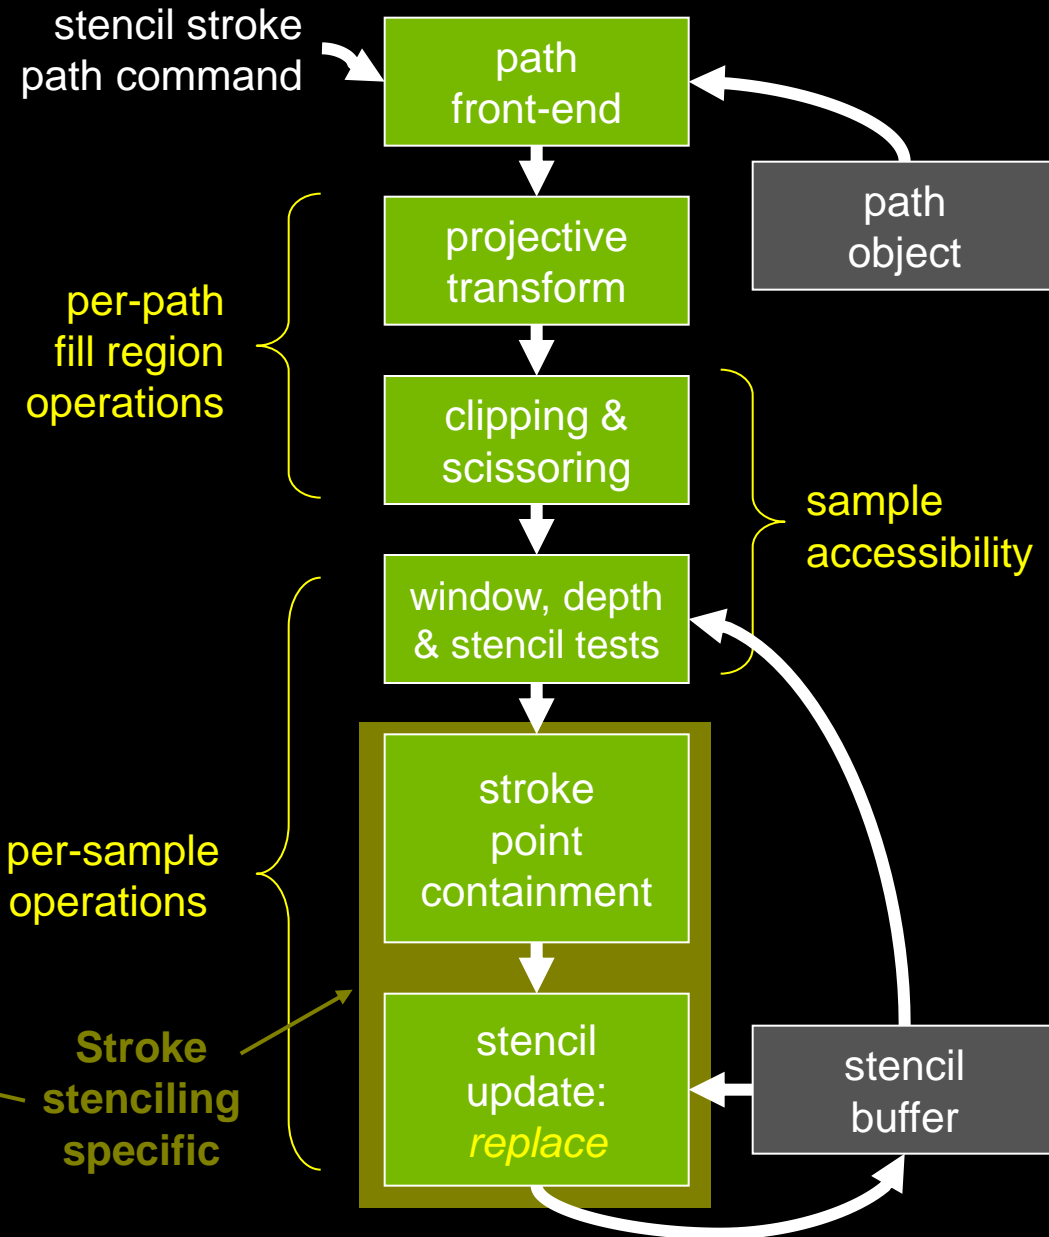 stencil stroke
path command
path
front-end
path
object
projective
transform
per-path
fill region
operations
clipping &
scissoring
sample
accessibility
window, depth
& stencil tests
stroke
point
containment
per-sample
operations
Stroke
stenciling
specific
stencil
update:
replace
stencil
buffer